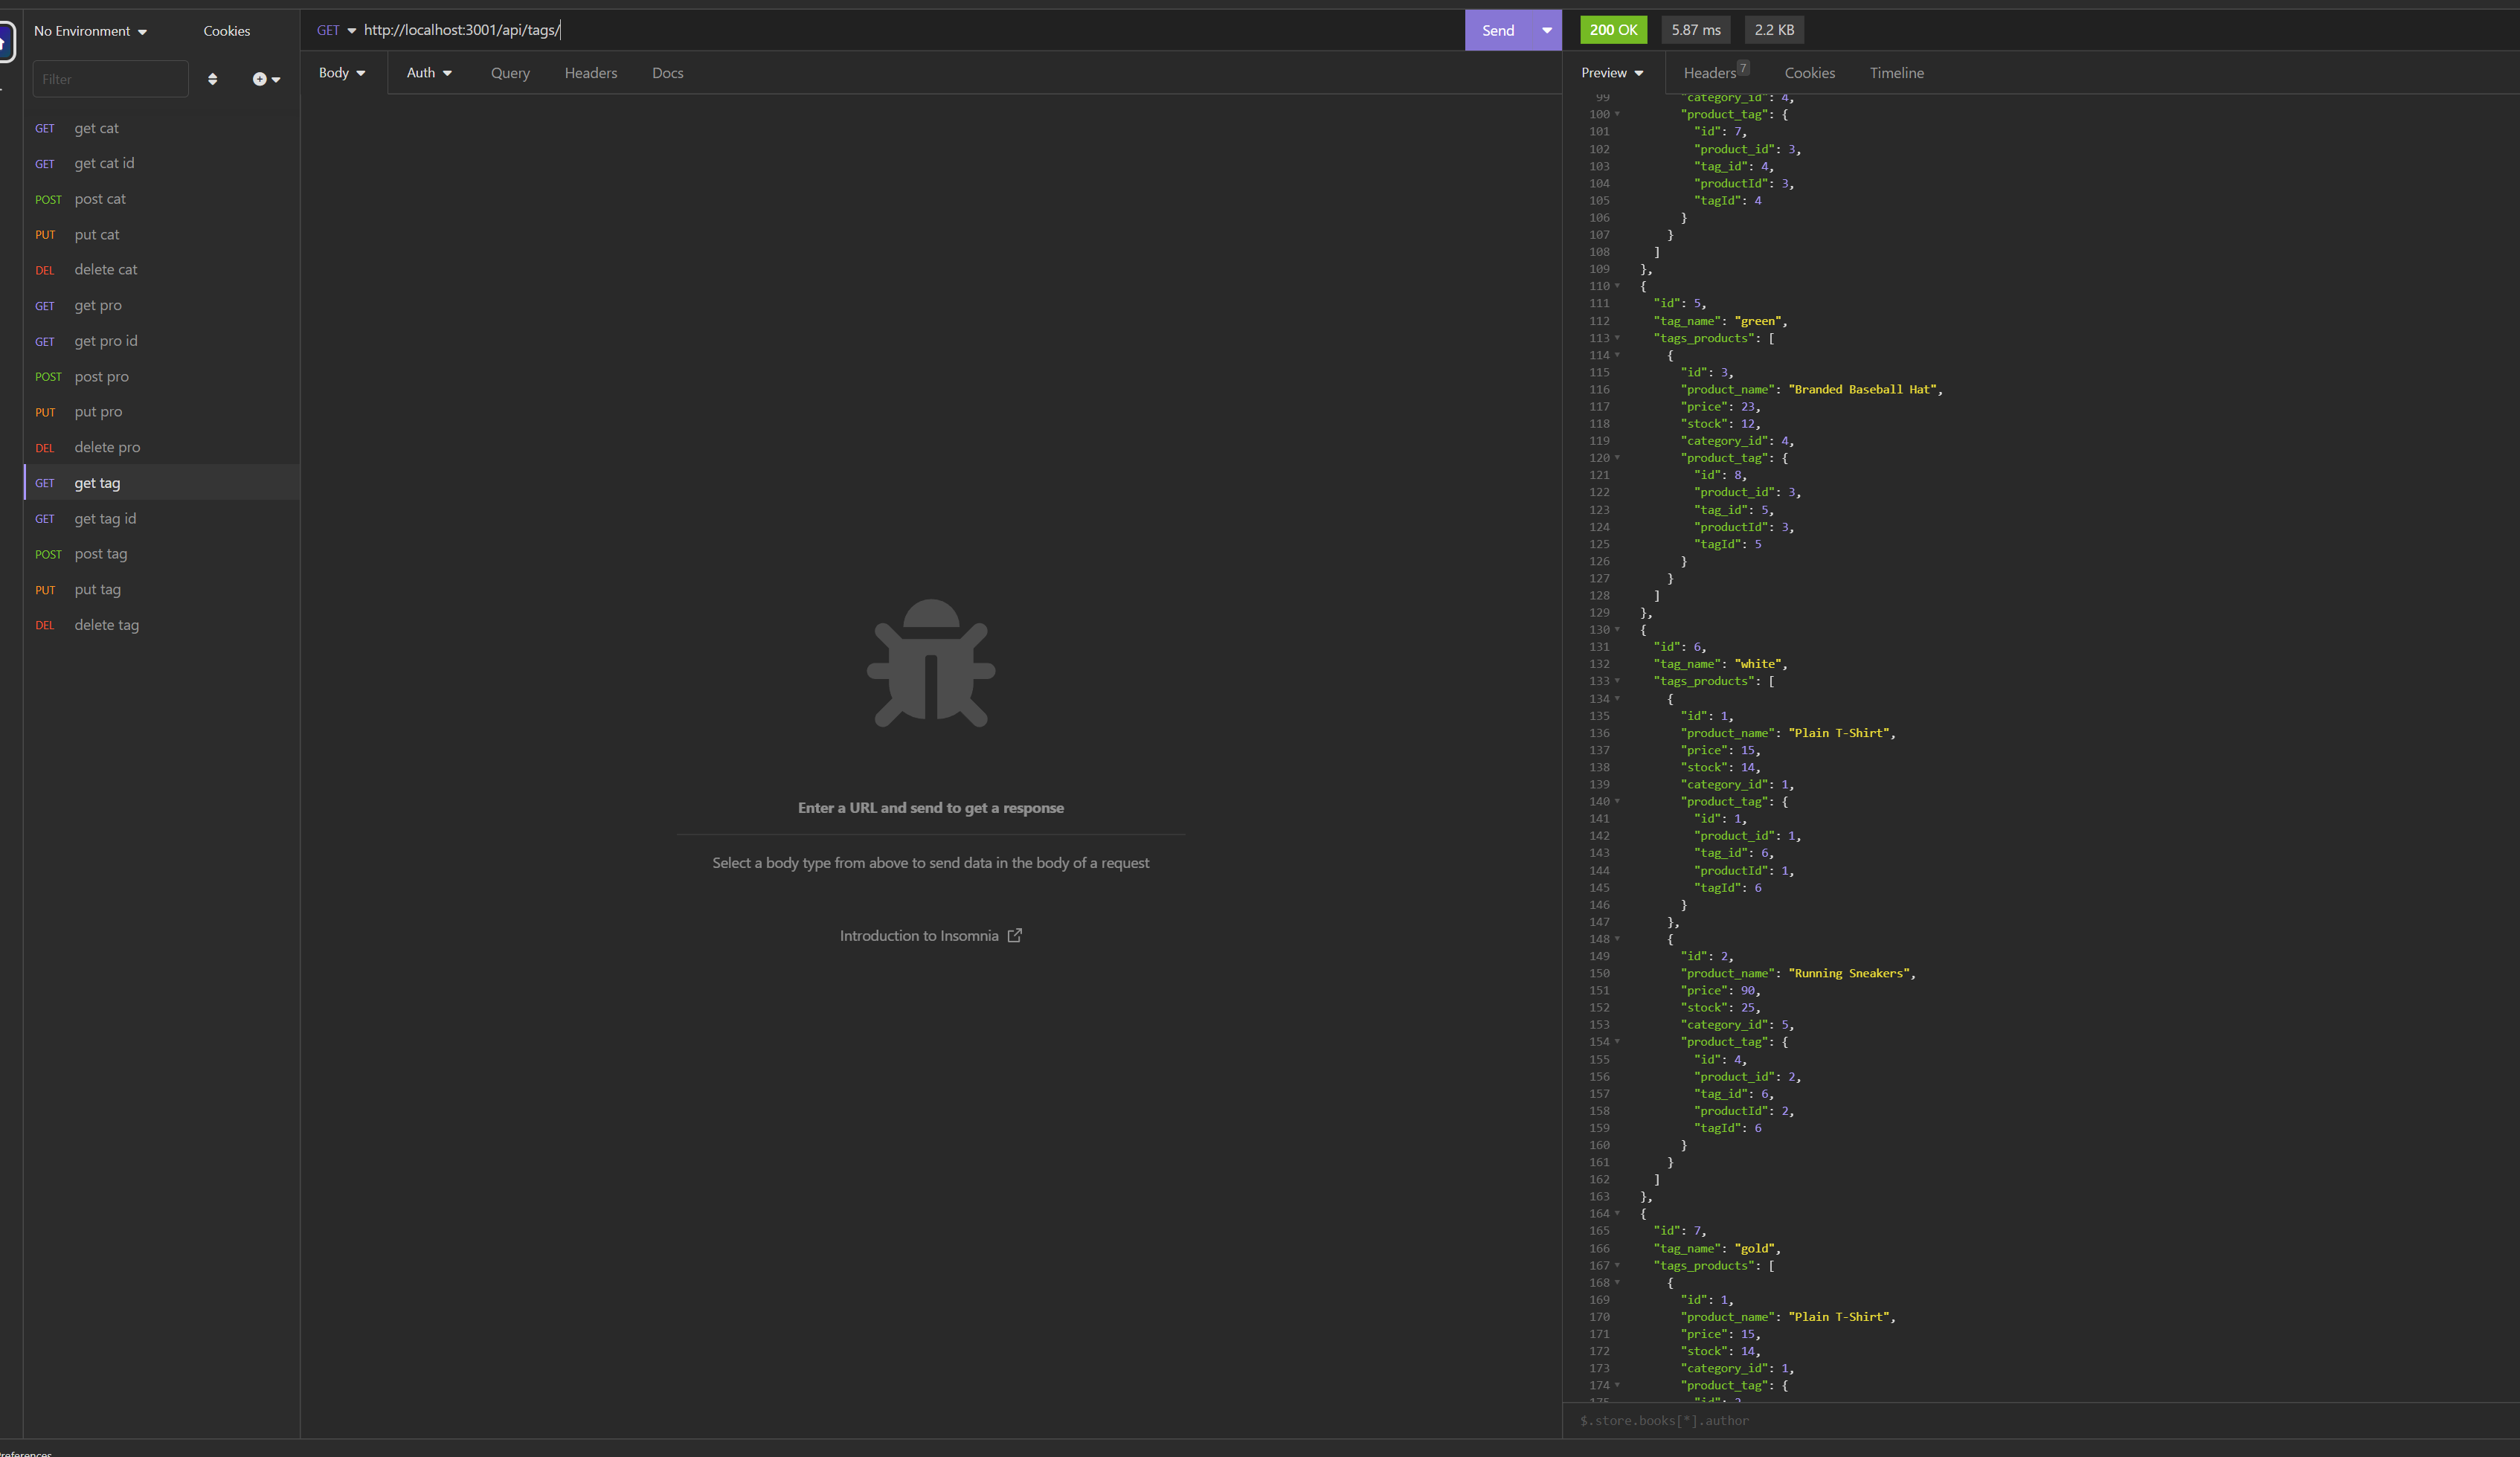 No Environment
Cookies
Filter
GET get cat
GET get cat id
POST post cat
PUT put cat
DEL delete cat
GET get pro
GET get pro id
POST post pro
PUT put pro
DEL delete pro
GET get tag
GET get tag id
POST post tag
PUT put tag
DEL delete tag
GET http://localhost:3001/api/tags/
Send
Body Auth Query Headers Docs
Enter a URL and send to get a response
Select a body type from above to send data in the body of a request
Introduction to Insomnia
200 OK 5.87 ms 2.2 KB
Preview Headers 7 Cookies Timeline
99 "category_id": 4,
100 "product_tag": {
101 "id": 7,
102 "product_id": 3,
103 "tag_id": 4,
104 "productId": 3,
105 "tagId": 4
106 }
107 }
108 ]
109 },
110 {
111 "id": 5,
112 "tag_name": "green",
113 "tags_products": [
114 {
115 "id": 3,
116 "product_name": "Branded Baseball Hat",
117 "price": 23,
118 "stock": 12,
119 "category_id": 4,
120 "product_tag": {
121 "id": 8,
122 "product_id": 3,
123 "tag_id": 5,
124 "productId": 3,
125 "tagId": 5
126 }
127 }
128 ]
129 },
130 {
131 "id": 6,
132 "tag_name": "white",
133 "tags_products": [
134 {
135 "id": 1,
136 "product_name": "Plain T-Shirt",
137 "price": 15,
138 "stock": 14,
139 "category_id": 1,
140 "product_tag": {
141 "id": 1,
142 "product_id": 1,
143 "tag_id": 6,
144 "productId": 1,
145 "tagId": 6
146 }
147 },
148 {
149 "id": 2,
150 "product_name": "Running Sneakers",
151 "price": 90,
152 "stock": 25,
153 "category_id": 5,
154 "product_tag": {
155 "id": 4,
156 "product_id": 2,
157 "tag_id": 6,
158 "productId": 2,
159 "tagId": 6
160 }
161 }
162 ]
163 },
164 {
165 "id": 7,
166 "tag_name": "gold",
167 "tags_products": [
168 {
169 "id": 1,
170 "product_name": "Plain T-Shirt",
171 "price": 15,
172 "stock": 14,
173 "category_id": 1,
174 "product_tag": {
$.store.books[*].author